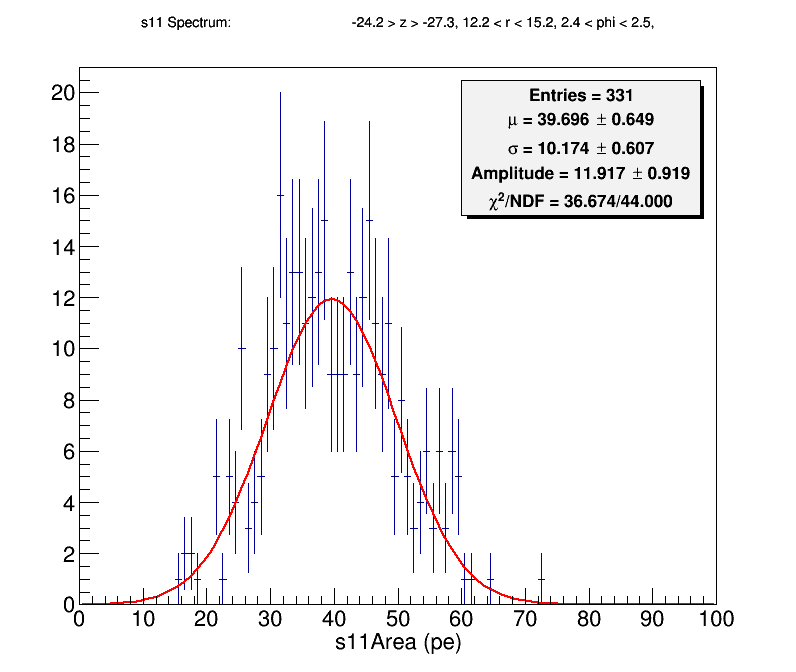 s11 Spectrum: -24.2 > z > -27.3, 12.2 < r < 15.2, 2.4 < phi < 2.5,
Entries = 331
μ = 39.696 ± 0.649
σ = 10.174 ± 0.607
Amplitude = 11.917 ± 0.919
χ²/NDF = 36.674/44.000
20
18
16
14
12
10
8
6
4
2
0
0 10 20 30 40 50 60 70 80 90 100
s11Area (pe)